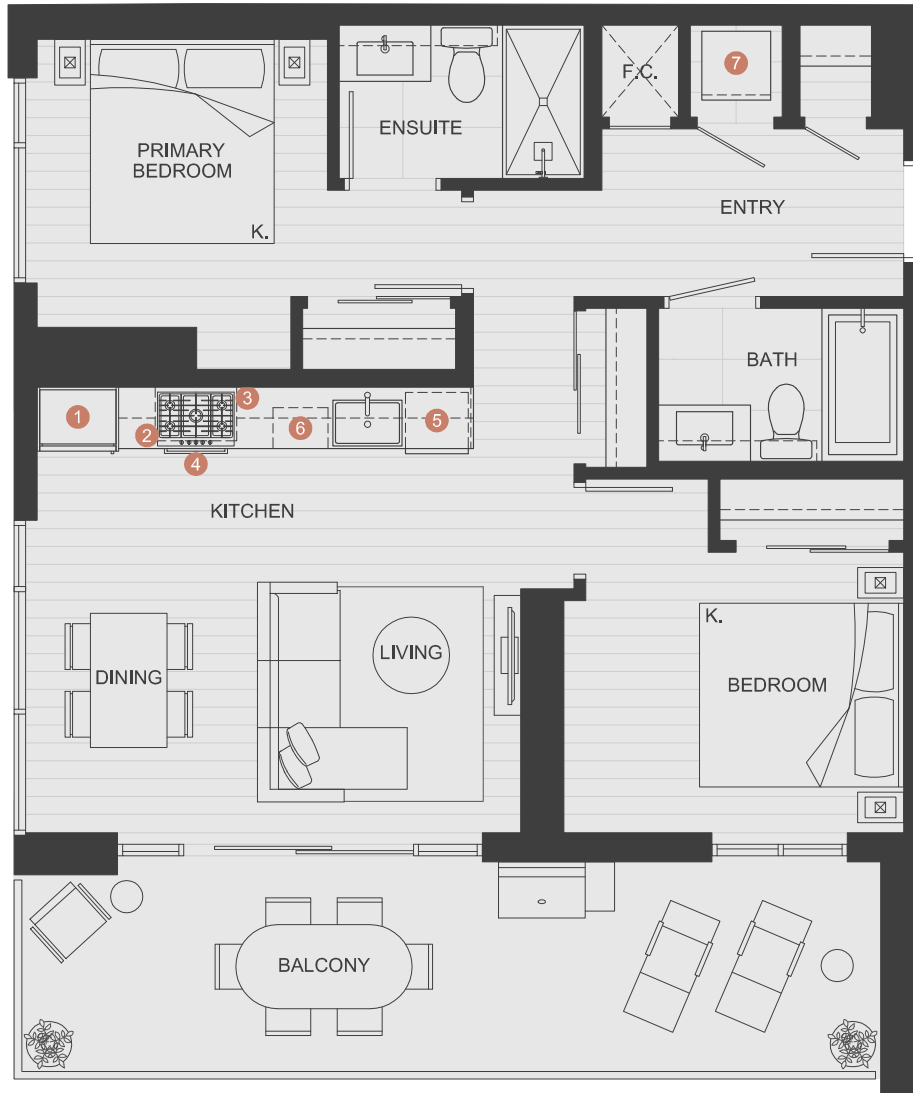 F.C.
7
ENSUITE
PRIMARY
BEDROOM
ENTRY
K.
BATH
1
3
2
6
5
4
KITCHEN
K.
LIVING
DINING
BEDROOM
BALCONY